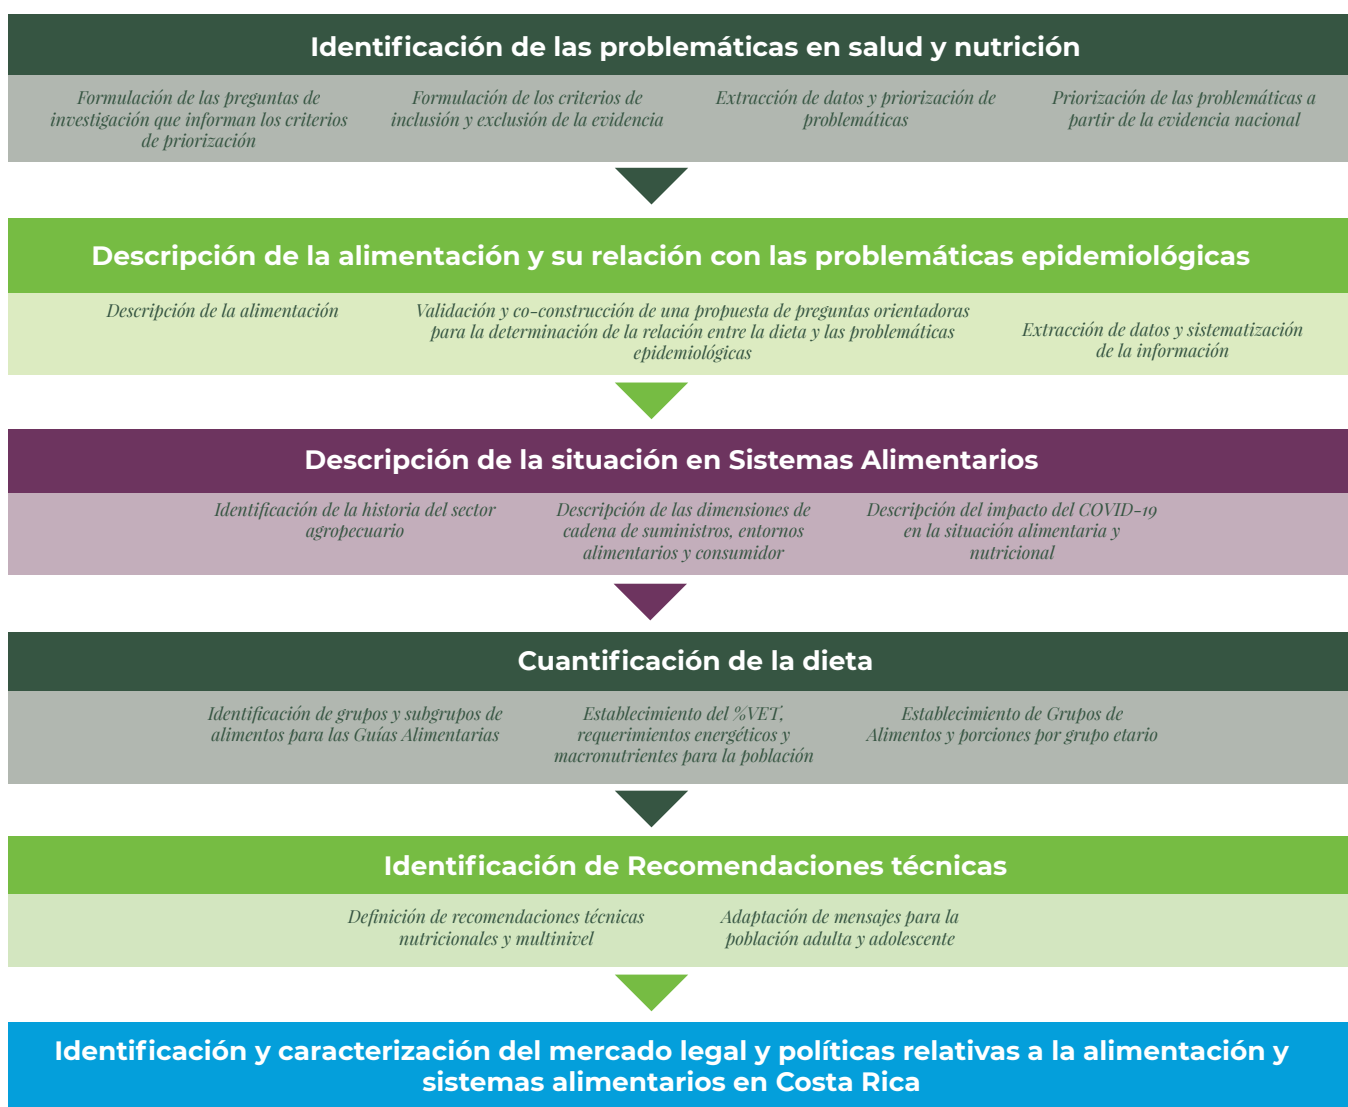 Identificación de las problemáticas en salud y nutrición
Formulación de las preguntas de
investigación que informan los criterios
de priorización
Formulación de los criterios de
inclusión y exclusión de la evidencia
Extracción de datos y priorización de
problemáticas
Priorización de las problemáticas a
partir de la evidencia nacional
Descripción de la alimentación y su relación con las problemáticas epidemiológicas
Descripción de la alimentación
Validación y co-construcción de una propuesta de preguntas orientadoras
para la determinación de la relación entre la dieta y las problemáticas
epidemiológicas
Extracción de datos y sistematización
de la información
Descripción de la situación en Sistemas Alimentarios
Identificación de la historia del sector
agropecuario
Descripción de las dimensiones de
cadena de suministros, entornos
alimentarios y consumidor
Descripción del impacto del COVID-19
en la situación alimentaria y
nutricional
Cuantificación de la dieta
Identificación de grupos y subgrupos de
alimentos para las Guías Alimentarias
Establecimiento del %VET,
requerimientos energéticos y
macronutrientes para la población
Establecimiento de Grupos de
Alimentos y porciones por grupo etario
Identificación de Recomendaciones técnicas
Definición de recomendaciones técnicas
nutricionales y multinivel
Adaptación de mensajes para la
población adulta y adolescente
Identificación y caracterización del mercado legal y políticas relativas a la alimentación y
sistemas alimentarios en Costa Rica